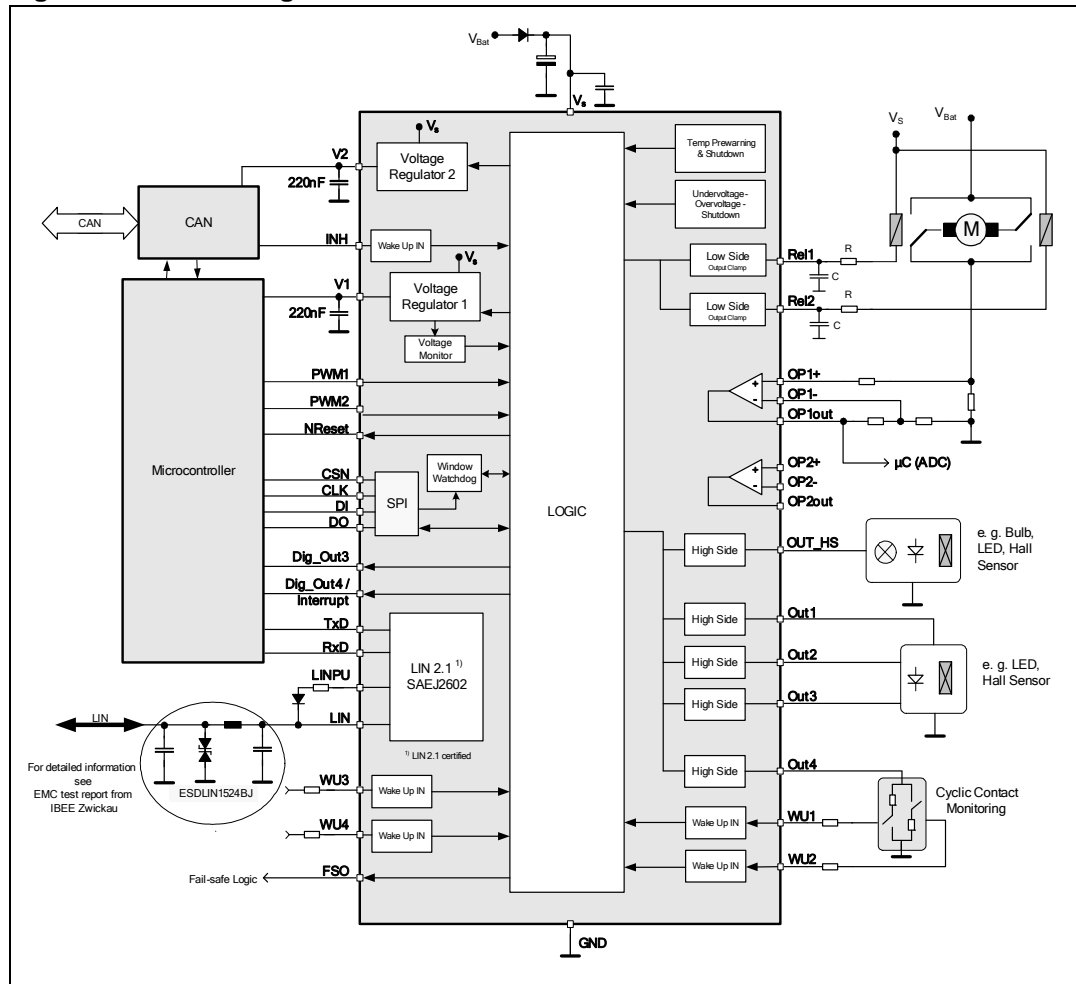 V_Bat
V_s
V_s
V2
Voltage
Regulator 2
220nF
Temp Prewarning
& Shutdown
V_S
V_Bat
CAN
CAN
Undervoltage -
Overvoltage -
Shutdown
M
INH
Wake Up IN
V_s
Low Side
Output Clamp
Rel1
R
C
V1
Voltage
Regulator 1
220nF
Low Side
Output Clamp
Rel2
R
C
Voltage
Monitor
PWM1
PWM2
NReset
+
-
OP1+
OP1-
OP1out
Microcontroller
Window
Watchdog
CSN
CLK
DI
DO
SPI
LOGIC
µC (ADC)
+
-
OP2+
OP2-
OP2out
High Side
OUT_HS
e. g. Bulb,
LED, Hall
Sensor
Dig_Out3
Dig_Out4 /
Interrupt
TxD
RxD
High Side
Out1
LIN 2.1 1)
SAEJ2602
High Side
Out2
e. g. LED,
Hall Sensor
LINPU
High Side
Out3
LIN
LIN
1) LIN 2.1 certified
For detailed information
see
EMC test report from
IBEE Zwickau
ESDLIN1524BJ
High Side
Out4
Cyclic Contact
Monitoring
WU3
Wake Up IN
Wake Up IN
WU1
WU4
Wake Up IN
Wake Up IN
WU2
Fail-safe Logic
FSO
GND